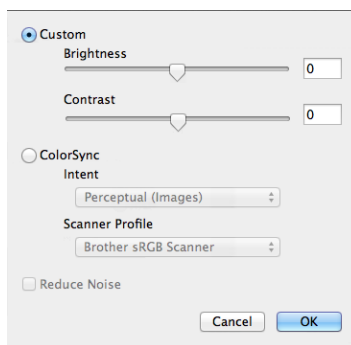 Custom
Brightness
0
Contrast
0
ColorSync
Intent
Perceptual (Images)
Scanner Profile
Brother sRGB Scanner
Reduce Noise
Cancel OK